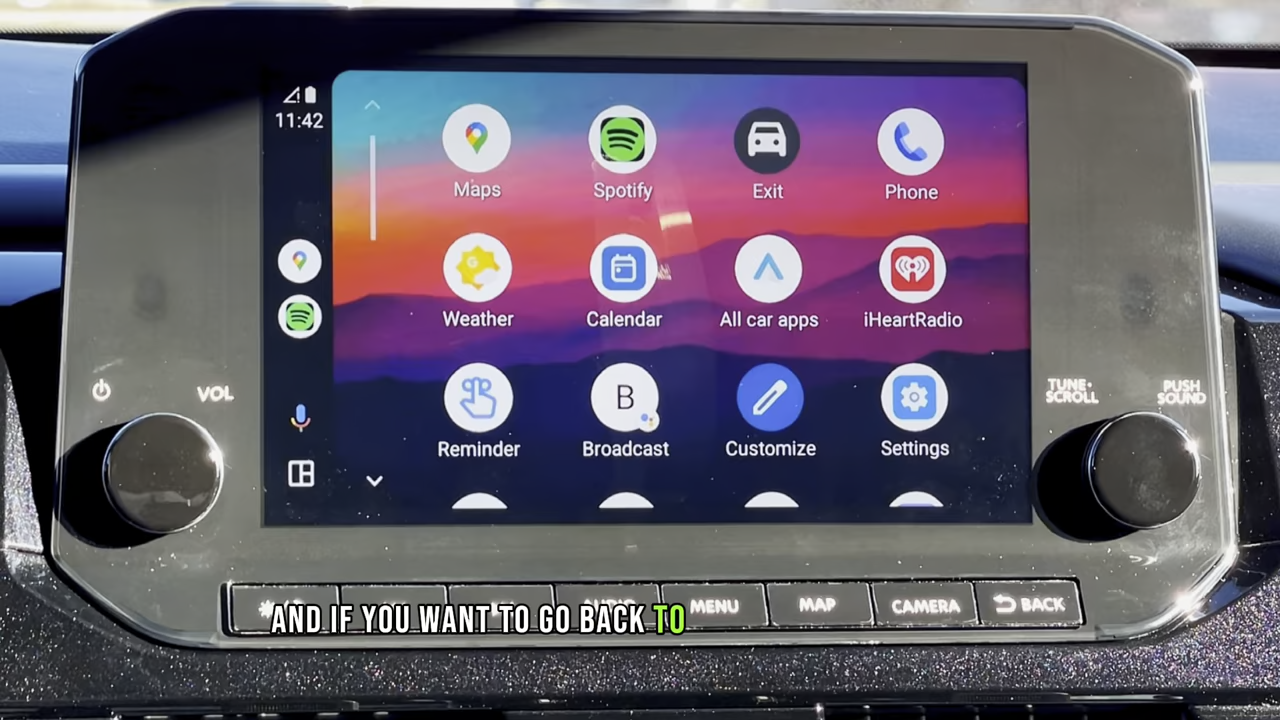 11:42
Maps
Spotify
Exit
Phone
Weather
Calendar
All car apps
iHeartRadio
VOL
TUNE•
SCROLL
PUSH
SOUND
Reminder
B
Broadcast
Customize
Settings
AUDIO MENU MAP CAMERA BACK
AND IF YOU WANT TO GO BACK TO